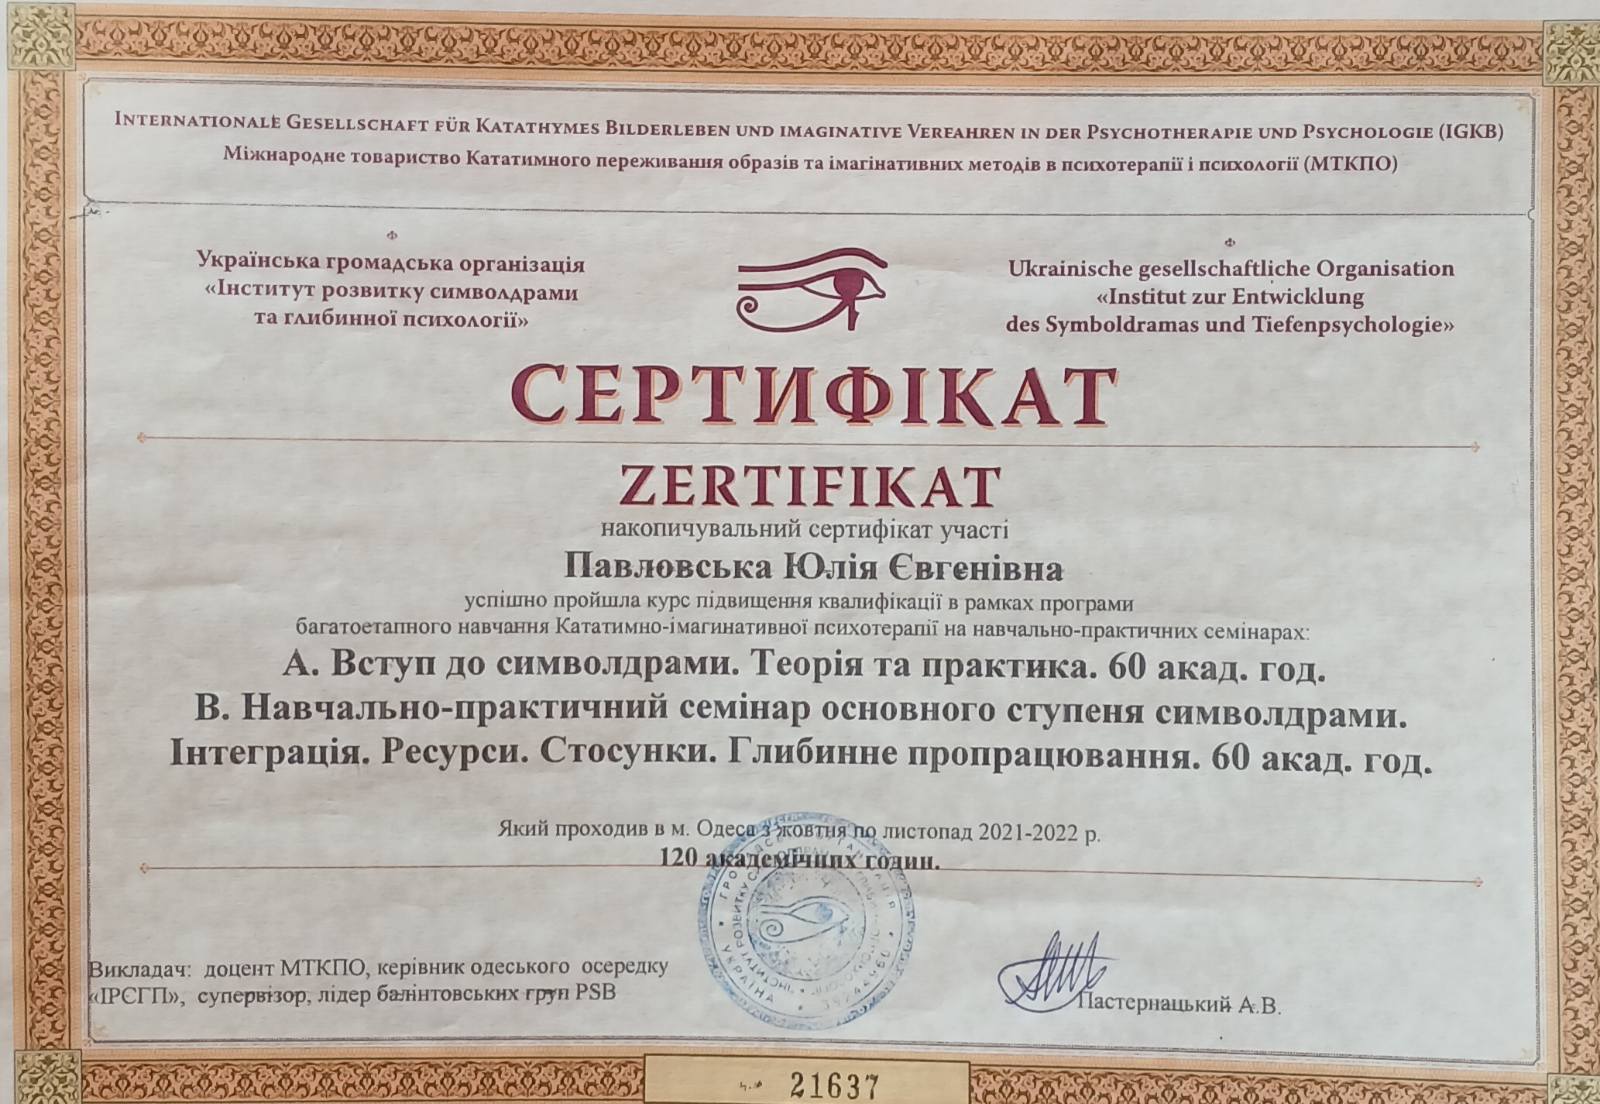 Internationale Gesellschaft für Katathymes Bilderleben und imaginative Verfahren in der Psychotherapie und Psychologie (IGKB)
Міжнародне товариство Кататимного переживання образів та імагінативних методів в психотерапії і психології (МТКПО)
Українська громадська організація
«Інститут розвитку символдрами
та глибинної психології»
Ukrainische gesellschaftliche Organisation
«Institut zur Entwicklung
des Symboldramas und Tiefenpsychologie»
СЕРТИФІКАТ
ZERTIFIKAT
накопичувальний сертифікат участі
Павловська Юлія Євгенівна
успішно пройшла курс підвищення квалифікації в рамках програми
багатоетапного навчання Кататимно-імагинативної психотерапії на навчально-практичних семінарах:
А. Вступ до символдрами. Теорія та практика. 60 акад. год.
В. Навчально-практичний семінар основного ступеня символдрами.
Інтеграція. Ресурси. Стосунки. Глибинне пропрацювання. 60 акад. год.
Який проходив в м. Одеса з жовтня по листопад 2021-2022 р.
120 академічних годин.
УКРАЇНА
Викладач: доцент МТКПО, керівник одеського осередку
«ІРСГП», супервізор, лідер балінтовських груп PSB
Пастернацький А.В.
21637